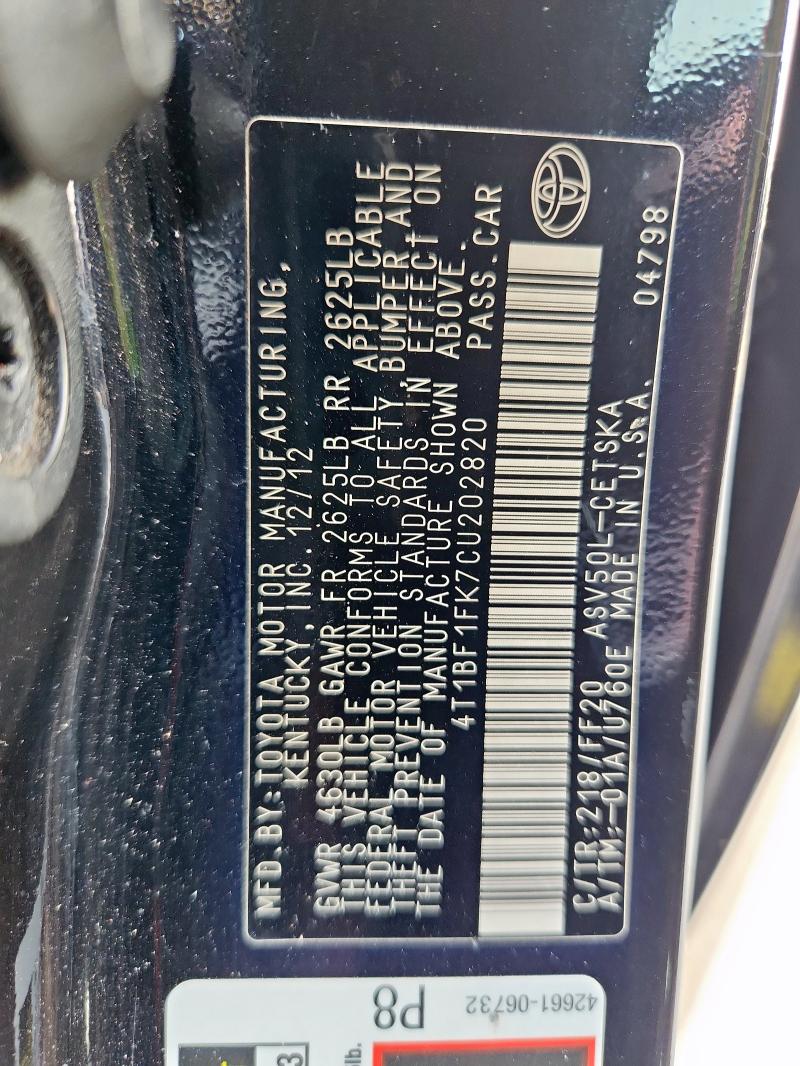 MFD.BY:TOYOTA MOTOR MANUFACTURING,
KENTUCKY, INC. 12/12
GVWR 4630LB GAWR FR 2625LB RR 2625LB
THIS VEHICLE CONFORMS TO ALL APPLICABLE
FEDERAL MOTOR VEHICLE SAFETY, BUMPER AND
THEFT PREVENTION STANDARDS IN EFFECT ON
THE DATE OF MANUFACTURE SHOWN ABOVE.
4T1BF1FK7CU202820 PASS.CAR
C/TR:218/FF20 ASV50L-CETSKA
A/TM:-01A/U760E MADE IN U.S.A. 04798
42661-06732
P8
lb.
3